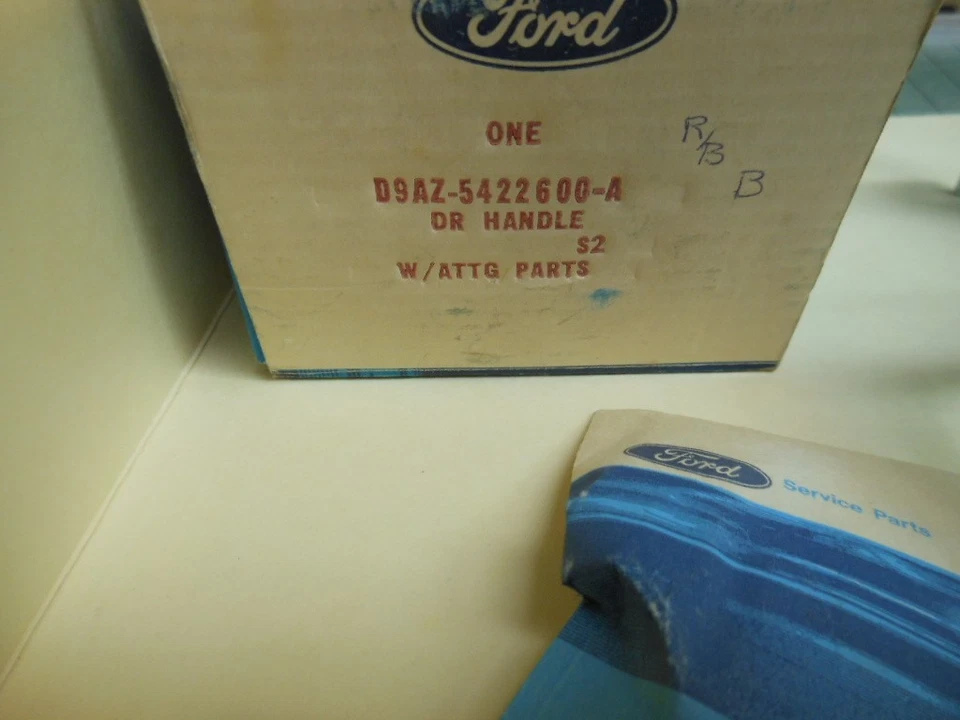 Ford
ONE
R/B
B
D9AZ-5422600-A
DR HANDLE
S2
W/ATTG PARTS
Ford
Service Parts